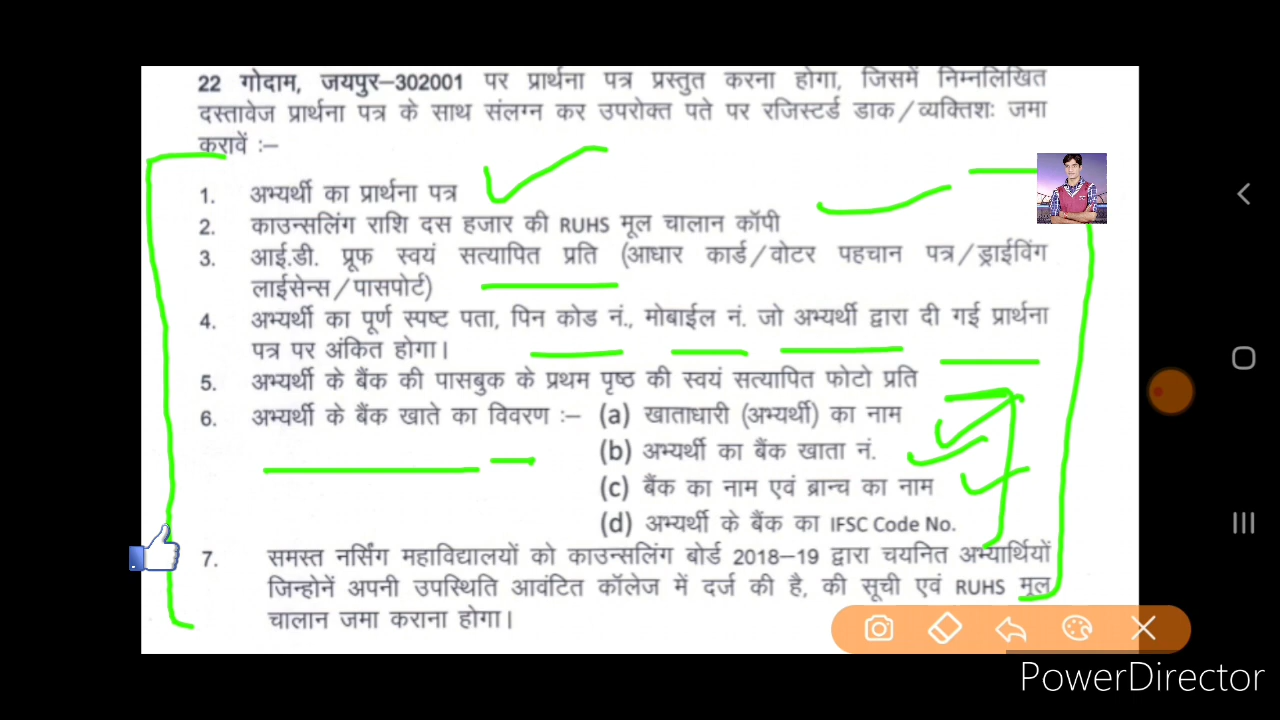 22 गोदाम, जयपुर–302001 पर प्रार्थना पत्र प्रस्तुत करना होगा, जिसमें निम्नलिखित
दस्तावेज प्रार्थना पत्र के साथ संलग्न कर उपरोक्त पते पर रजिस्टर्ड डाक/व्यक्तिशः जमा
करावें :–
1. अभ्यर्थी का प्रार्थना पत्र
2. काउन्सलिंग राशि दस हजार की RUHS मूल चालान कॉपी
3. आई.डी. प्रूफ स्वयं सत्यापित प्रति (आधार कार्ड/वोटर पहचान पत्र/ड्राईविंग
लाईसेन्स/पासपोर्ट)
4. अभ्यर्थी का पूर्ण स्पष्ट पता, पिन कोड नं., मोबाईल नं. जो अभ्यर्थी द्वारा दी गई प्रार्थना
पत्र पर अंकित होगा।
5. अभ्यर्थी के बैंक की पासबुक के प्रथम पृष्ठ की स्वयं सत्यापित फोटो प्रति
6. अभ्यर्थी के बैंक खाते का विवरण :– (a) खाताधारी (अभ्यर्थी) का नाम
(b) अभ्यर्थी का बैंक खाता नं.
(c) बैंक का नाम एवं ब्रान्च का नाम
(d) अभ्यर्थी के बैंक का IFSC Code No.
7. समस्त नर्सिंग महाविद्यालयों को काउन्सलिंग बोर्ड 2018–19 द्वारा चयनित अभ्यार्थियों
जिन्होनें अपनी उपस्थिति आवंटित कॉलेज में दर्ज की है, की सूची एवं RUHS मूल
चालान जमा कराना होगा।
PowerDirector